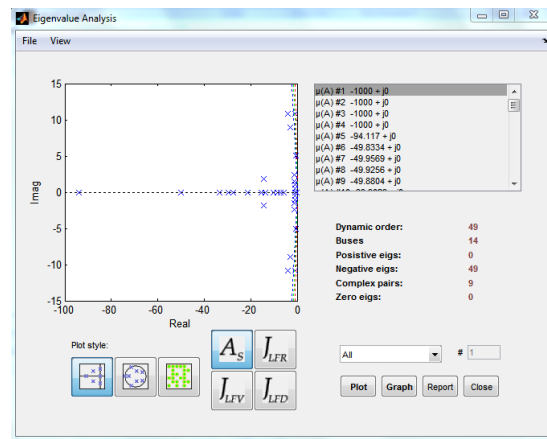 Eigenvalue Analysis
File View
15
10
5
0
-5
-10
-15
-100 -80 -60 -40 -20 0
Imag
Real
μ(A) #1 -1000 + j0
μ(A) #2 -1000 + j0
μ(A) #3 -1000 + j0
μ(A) #4 -1000 + j0
μ(A) #5 -94.117 + j0
μ(A) #6 -49.8334 + j0
μ(A) #7 -49.9569 + j0
μ(A) #8 -49.9256 + j0
μ(A) #9 -49.8804 + j0
Dynamic order: 49
Buses 14
Posistive eigs: 0
Negative eigs: 49
Complex pairs: 9
Zero eigs: 0
Plot style:
A_S J_LFR
J_LFV J_LFD
All # 1
Plot Graph Report Close